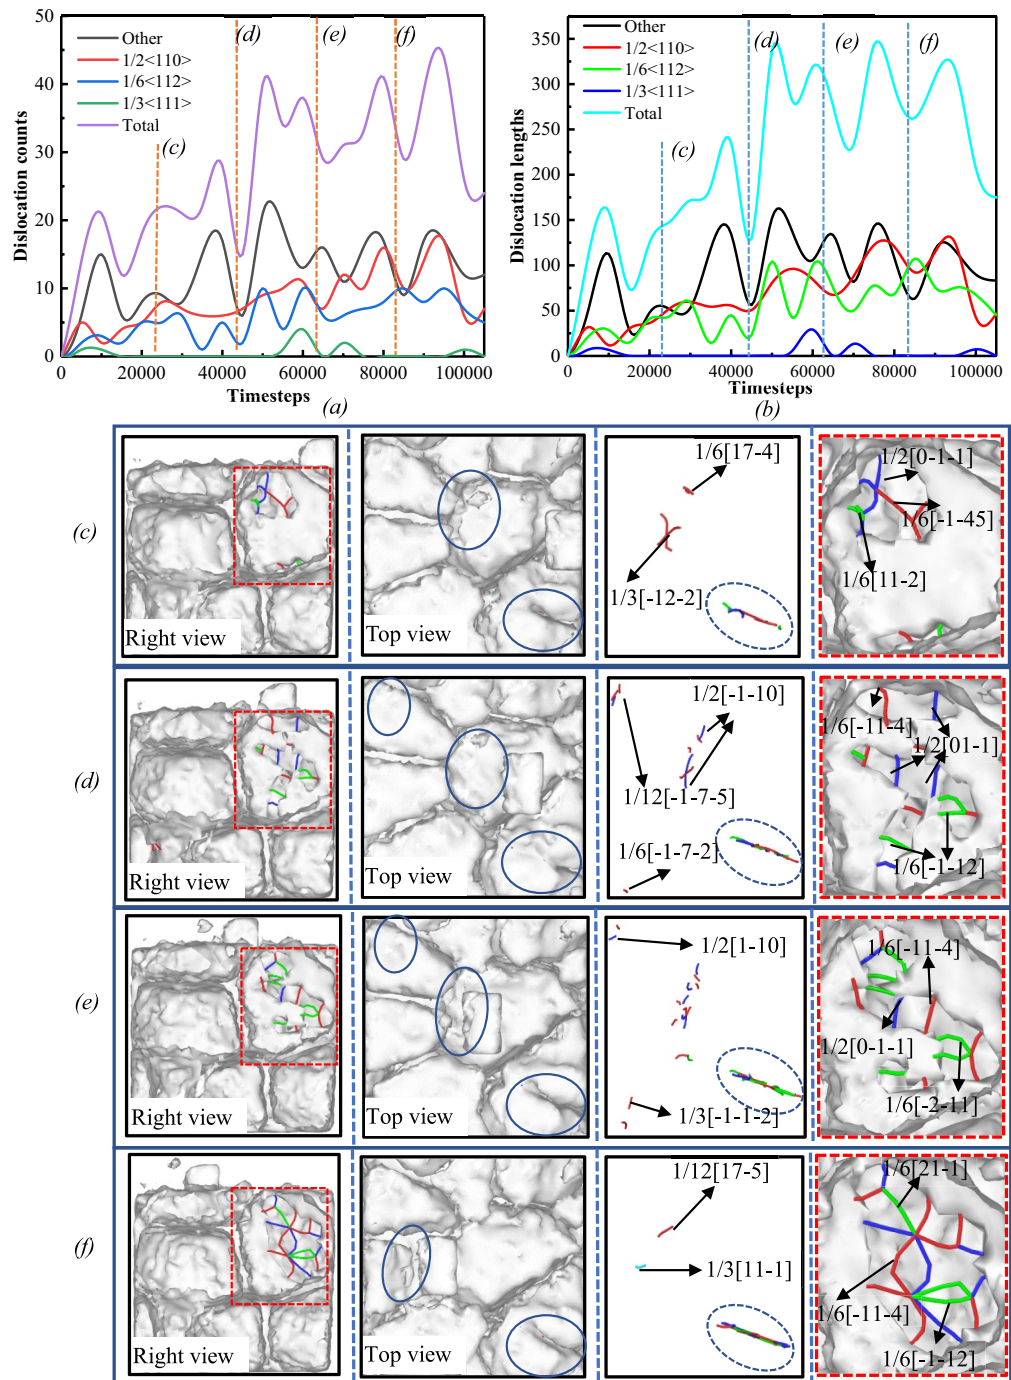 Other
1/2<110>
1/6<112>
1/3<111>
Total
(c)
(d)
(e)
(f)
50
40
30
20
10
0
Dislocation counts
0
20000
40000
60000
80000
100000
Timesteps
(a)
Other
1/2<110>
1/6<112>
1/3<111>
Total
(c)
(d)
(e)
(f)
350
300
250
200
150
100
50
0
Dislocation lengths
0
20000
40000
60000
80000
100000
Timesteps
(b)
(c)
Right view
Top view
1/6[17-4]
1/3[-12-2]
1/2[0-1-1]
1/6[-1-45]
1/6[11-2]
(d)
Right view
Top view
1/2[-1-10]
1/12[-1-7-5]
1/6[-1-7-2]
1/6[-11-4]
1/2[01-1]
1/6[-1-12]
(e)
Right view
Top view
1/2[1-10]
1/3[-1-1-2]
1/6[-11-4]
1/2[0-1-1]
1/6[-2-11]
(f)
Right view
Top view
1/12[17-5]
1/3[11-1]
1/6[21-1]
1/6[-11-4]
1/6[-1-12]